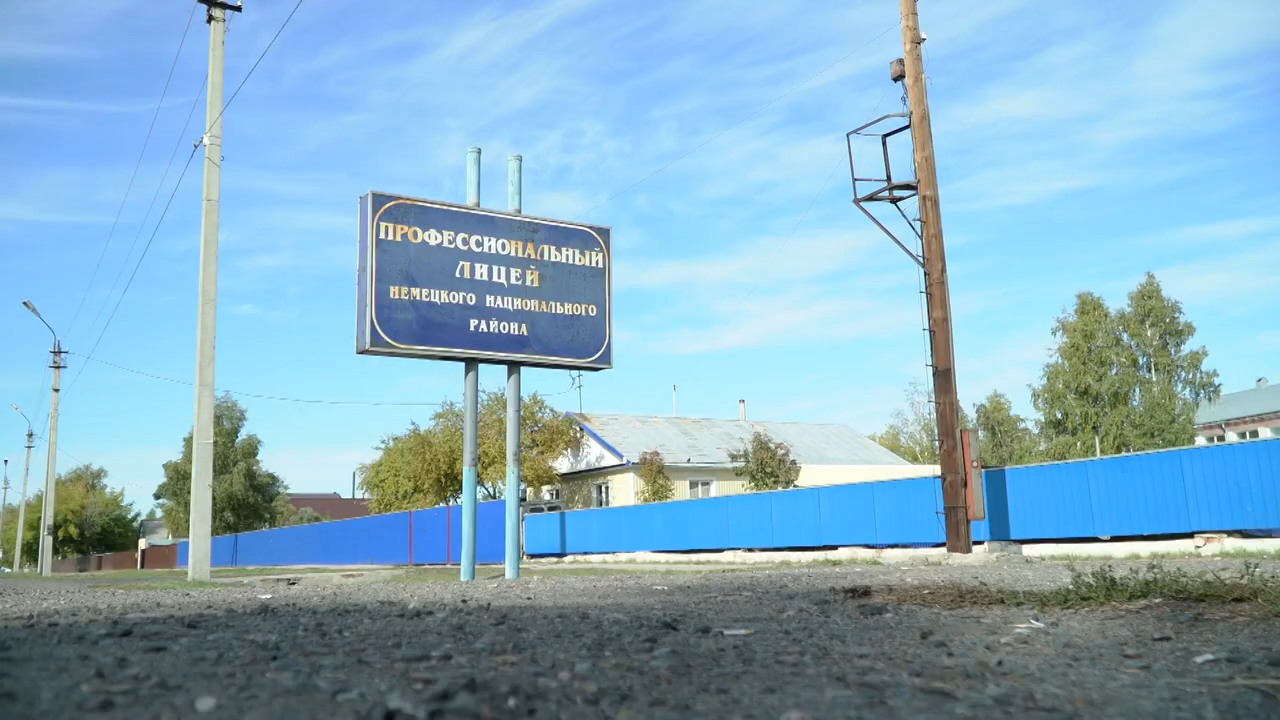 ПРОФЕССИОНАЛЬНЫЙ
ЛИЦЕЙ
НЕМЕЦКОГО НАЦИОНАЛЬНОГО
РАЙОНА